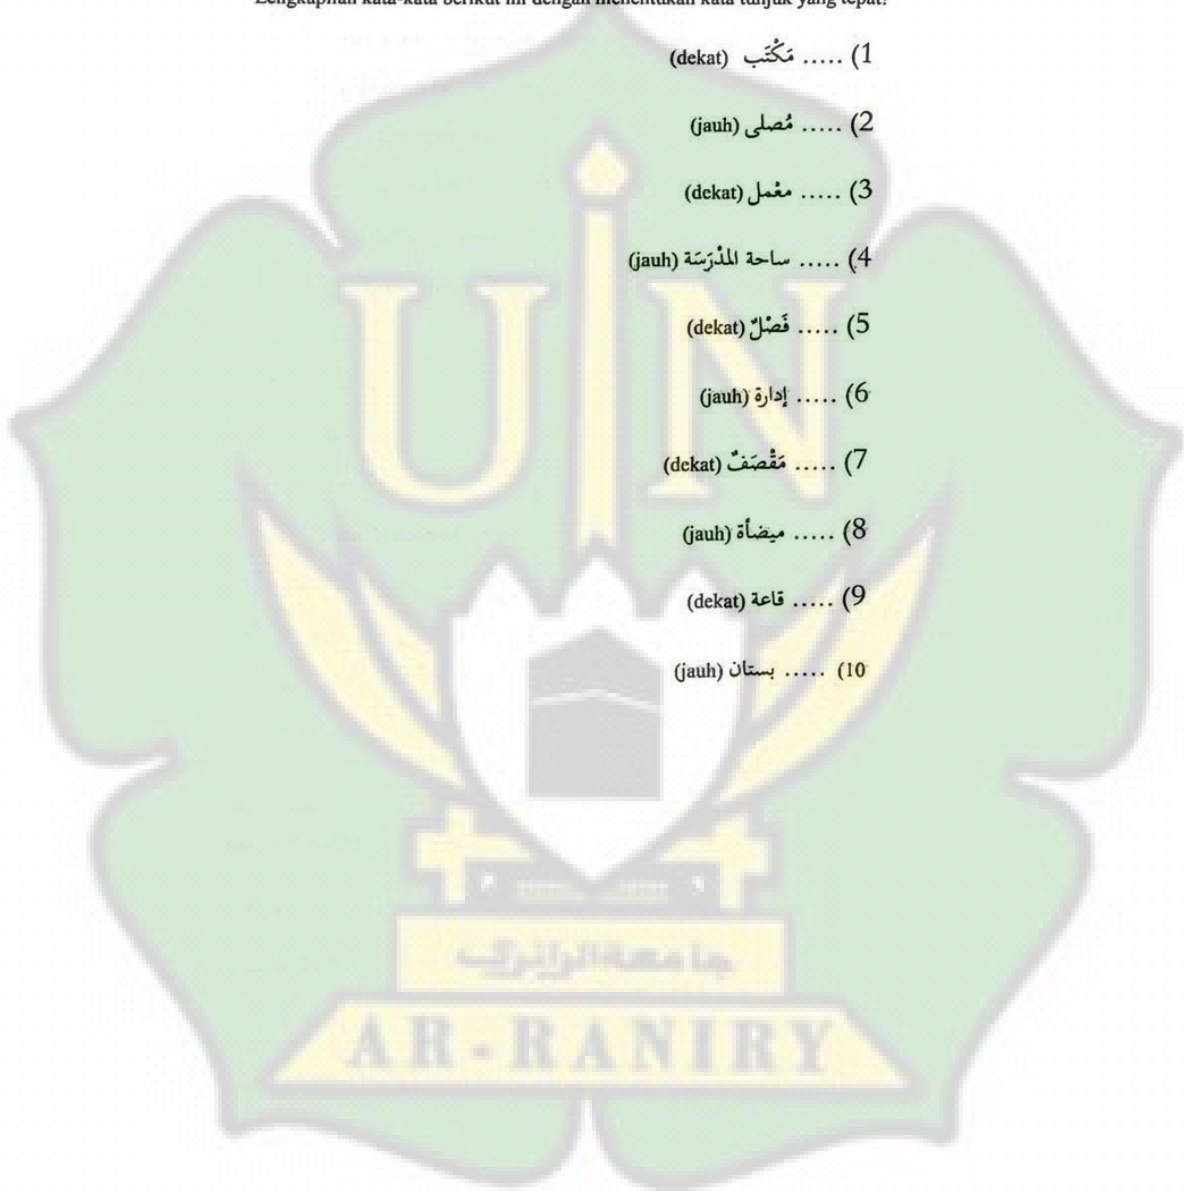 Lengkapilah kata-kata berikut ini dengan menentukan kata tunjuk yang tepat!
1) ..... مَكْتَب (dekat)
2) ..... مُصلى (jauh)
3) ..... معْمل (dekat)
4) ..... ساحة المدْرَسَة (jauh)
5) ..... فَصْلٌ (dekat)
6) ..... إدارة (jauh)
7) ..... مَقْصَفٌ (dekat)
8) ..... ميضأة (jauh)
9) ..... قاعة (dekat)
10) ..... بستان (jauh)
UIN
جامعة الرانري
AR-RANIRY